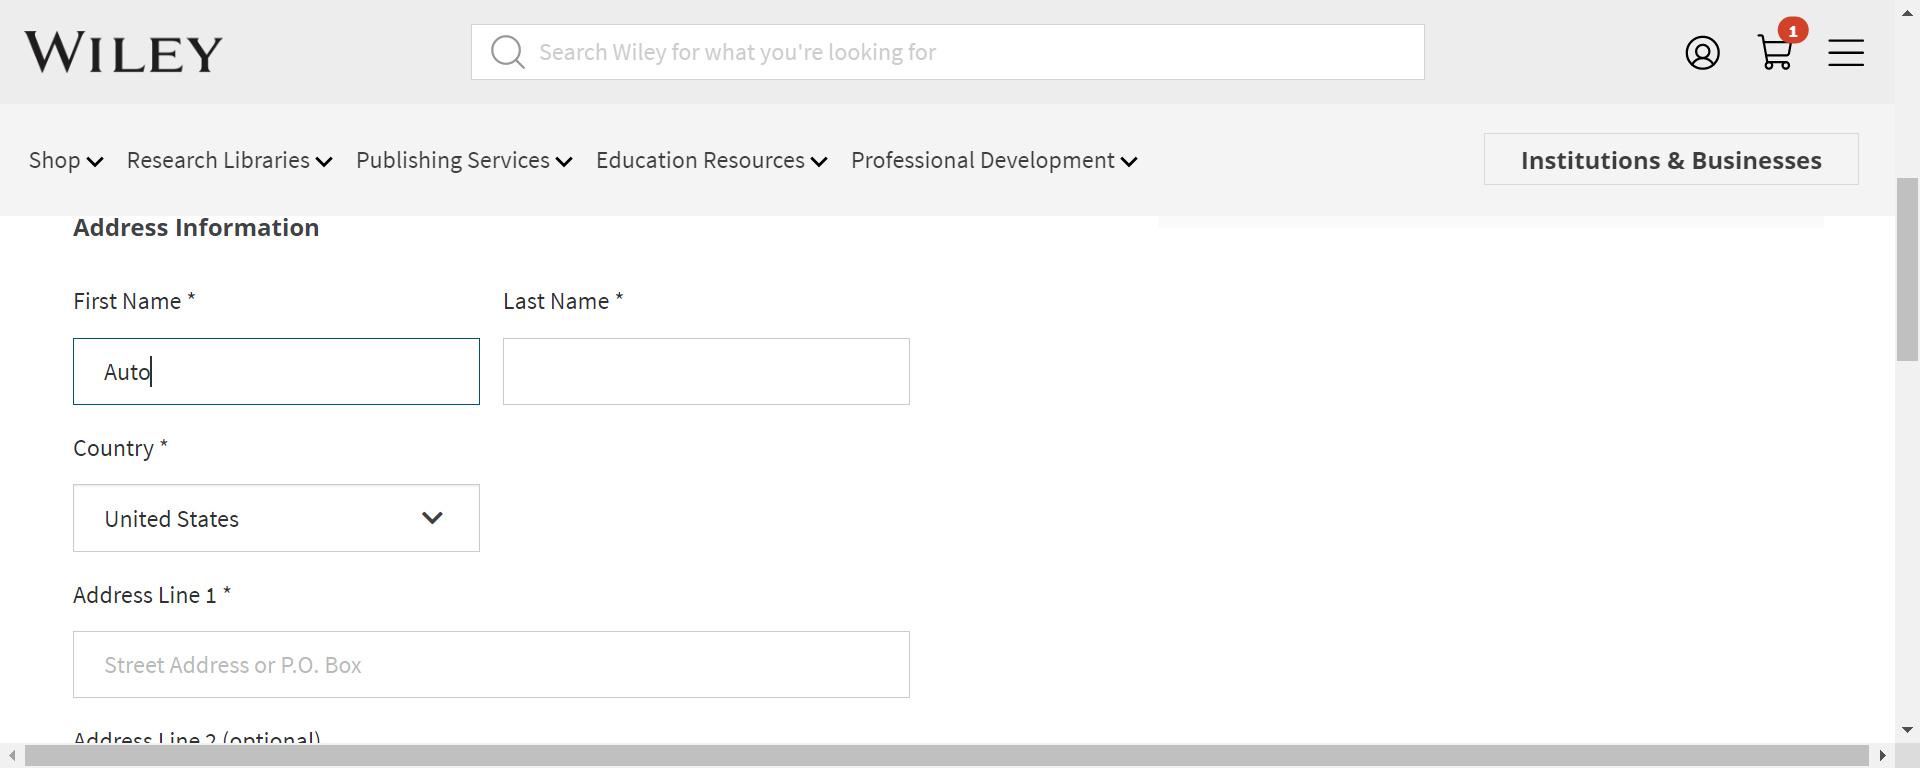 WILEY
Search Wiley for what you're looking for
1
Shop Research Libraries Publishing Services Education Resources Professional Development Institutions & Businesses
Address Information
First Name * Last Name *
Auto
Country *
United States
Address Line 1 *
Street Address or P.O. Box
Address Line 2 (optional)